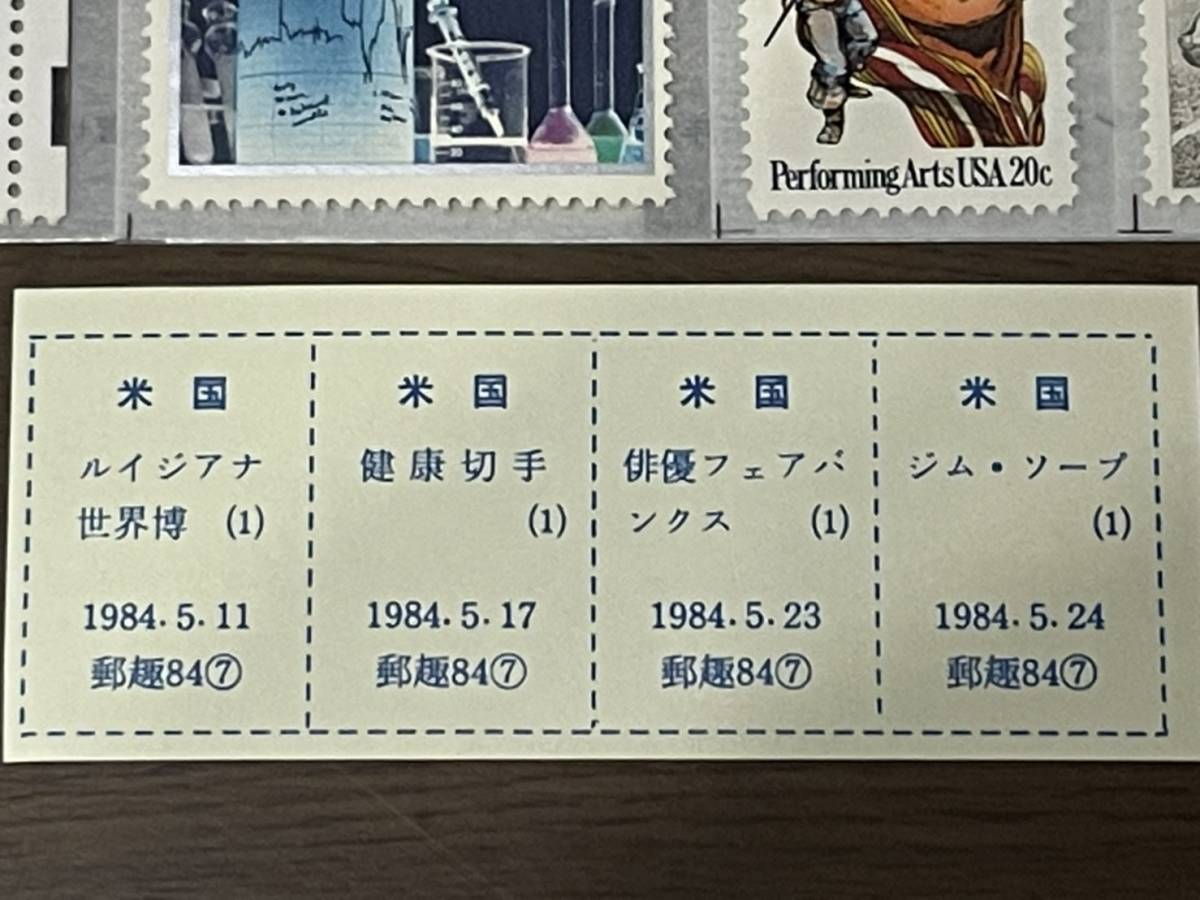 Performing Arts USA 20c
米国
ルイジアナ
世界博 (1)
1984.5.11
郵趣84⑦
米国
健康切手
(1)
1984.5.17
郵趣84⑦
米国
俳優フェアバ
ンクス (1)
1984.5.23
郵趣84⑦
米国
ジム・ソープ
(1)
1984.5.24
郵趣84⑦